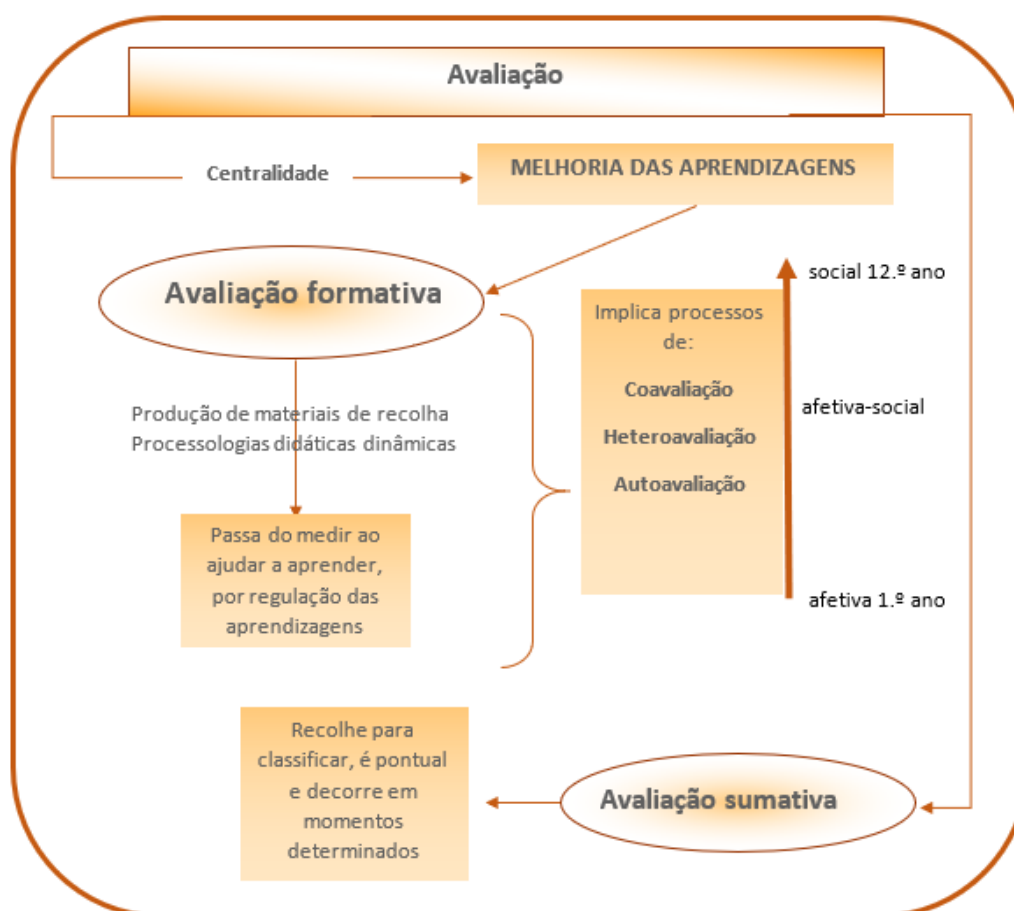 Avaliação
Centralidade
MELHORIA DAS APRENDIZAGENS
Avaliação formativa
Produção de materiais de recolha
Processologias didáticas dinâmicas
Passa do medir ao
ajudar a aprender,
por regulação das
aprendizagens
Implica processos
de:
Coavaliação
Heteroavaliação
Autoavaliação
social 12.º ano
afetiva-social
afetiva 1.º ano
Recolhe para
classificar, é pontual
e decorre em
momentos
determinados
Avaliação sumativa